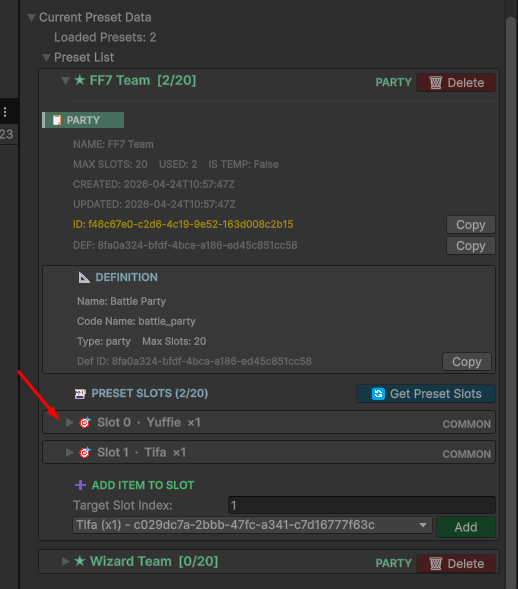 Current Preset Data
Loaded Presets: 2
Preset List
★ FF7 Team [2/20] PARTY Delete
PARTY
NAME: FF7 Team
MAX SLOTS: 20 USED: 2 IS TEMP: False
CREATED: 2026-04-24T10:57:47Z
UPDATED: 2026-04-24T10:57:47Z
ID: f46c67e0-c2d6-4c19-9e52-163d008c2b15 Copy
DEF: 8fa0a324-bfdf-4bca-a186-ed45c851cc58 Copy
DEFINITION
Name: Battle Party
Code Name: battle_party
Type: party Max Slots: 20
Def ID: 8fa0a324-bfdf-4bca-a186-ed45c851cc58 Copy
PRESET SLOTS (2/20) Get Preset Slots
23
Slot 0 · Yuffie ×1 COMMON
Slot 1 · Tifa ×1 COMMON
ADD ITEM TO SLOT
Target Slot Index: 1
Tifa (x1) - c029dc7a-2bbb-47fc-a341-c7d16777f63c Add
★ Wizard Team [0/20] PARTY Delete